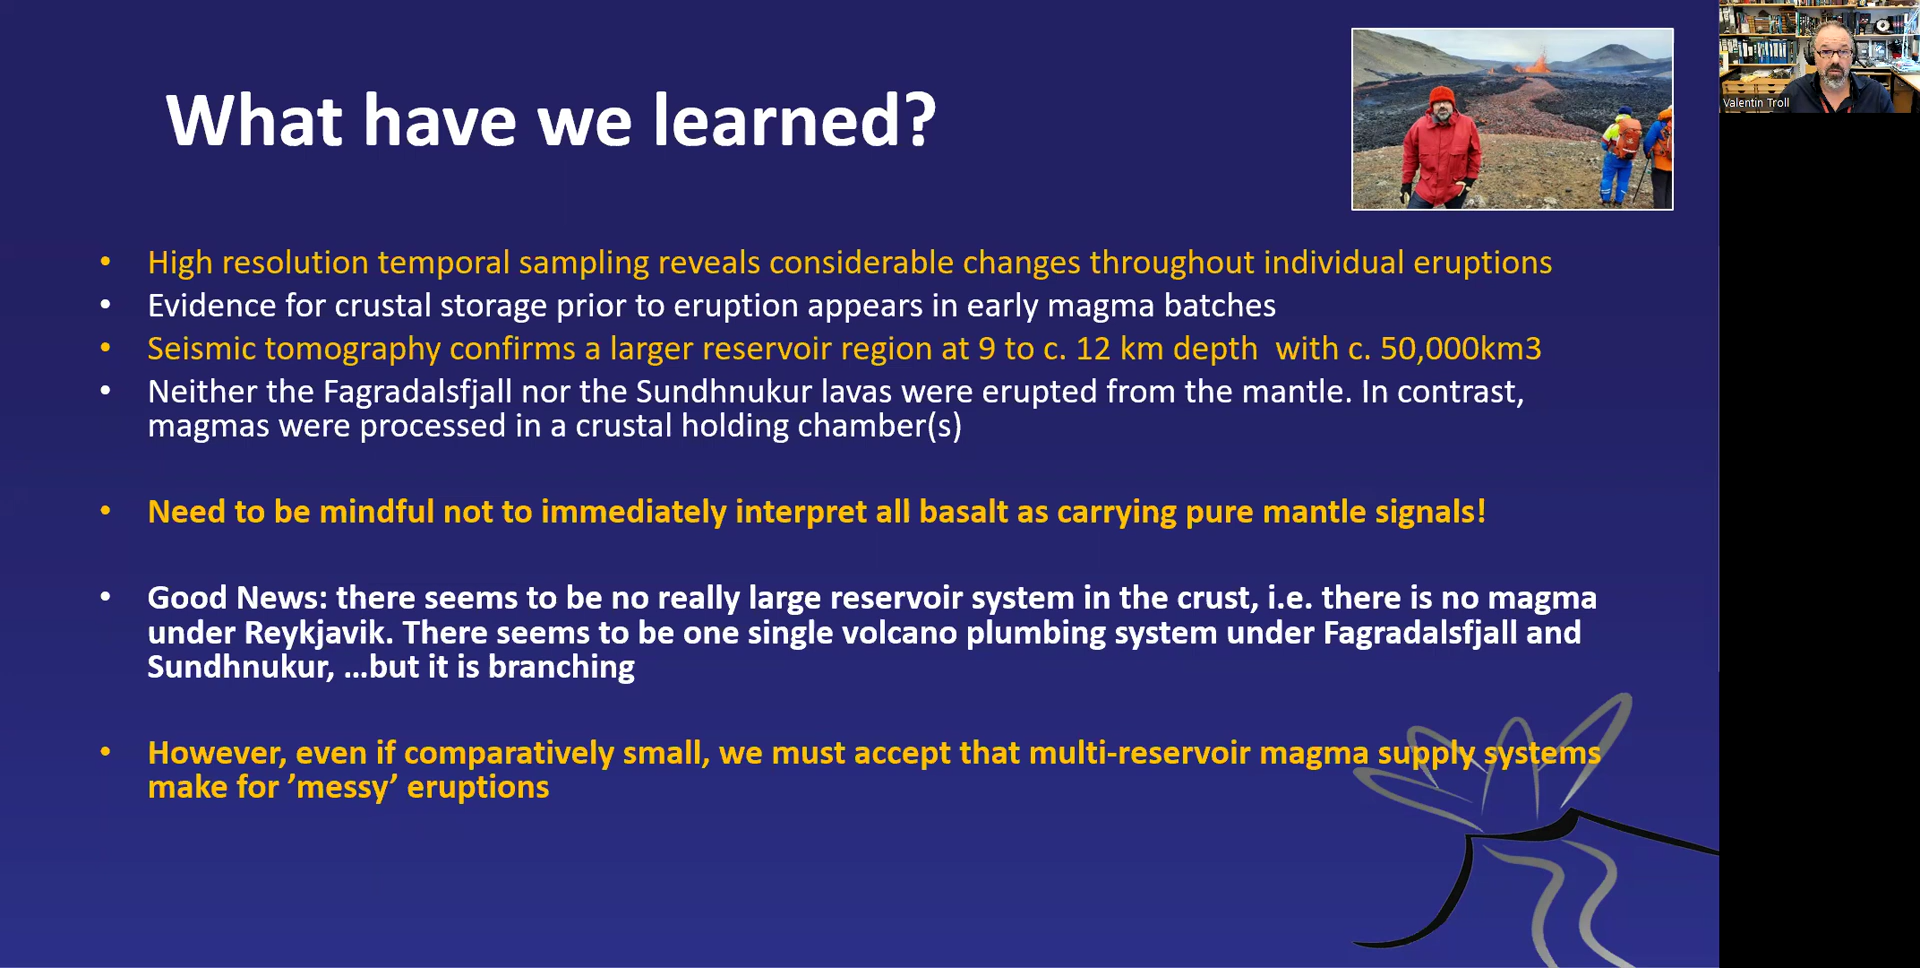 What have we learned?
Valentin Troll
• High resolution temporal sampling reveals considerable changes throughout individual eruptions
• Evidence for crustal storage prior to eruption appears in early magma batches
• Seismic tomography confirms a larger reservoir region at 9 to c. 12 km depth  with c. 50,000km3
• Neither the Fagradalsfjall nor the Sundhnukur lavas were erupted from the mantle. In contrast,
magmas were processed in a crustal holding chamber(s)
• Need to be mindful not to immediately interpret all basalt as carrying pure mantle signals!
• Good News: there seems to be no really large reservoir system in the crust, i.e. there is no magma
under Reykjavik. There seems to be one single volcano plumbing system under Fagradalsfjall and
Sundhnukur, …but it is branching
• However, even if comparatively small, we must accept that multi-reservoir magma supply systems
make for ’messy’ eruptions